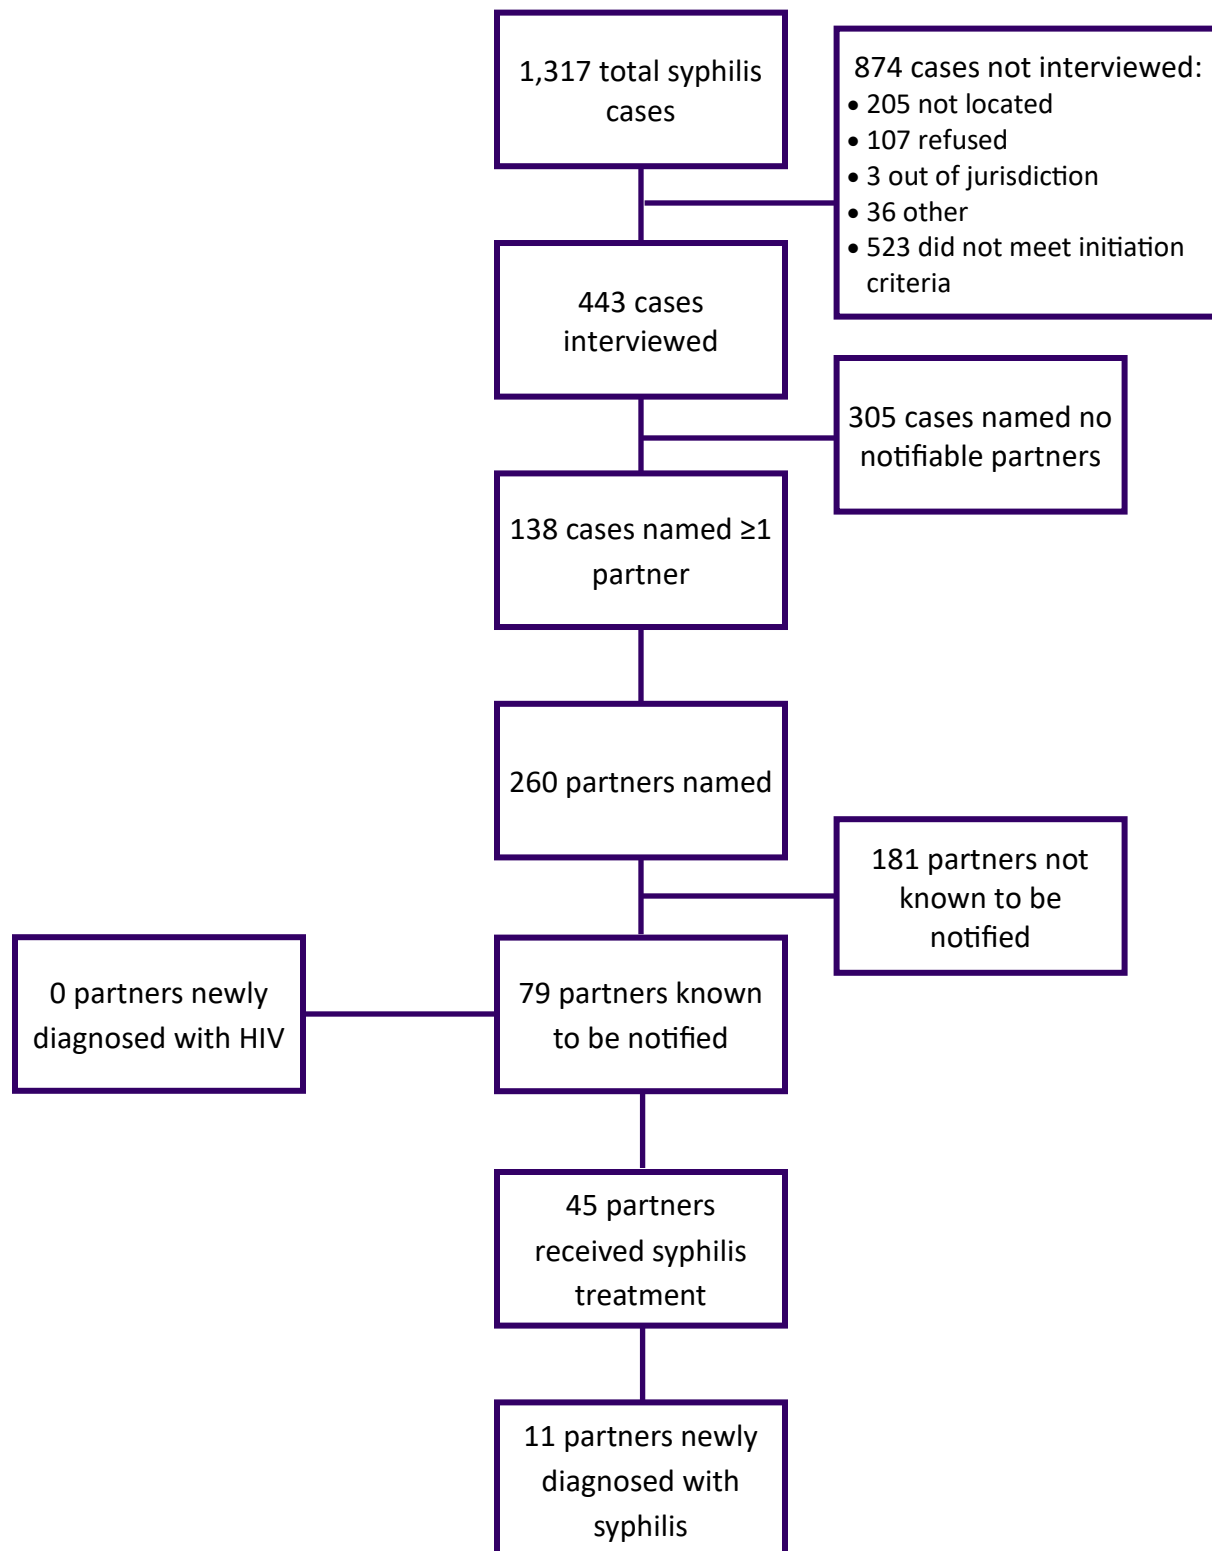 1,317 total syphilis
cases
874 cases not interviewed:
• 205 not located
• 107 refused
• 3 out of jurisdiction
• 36 other
• 523 did not meet initiation
criteria
443 cases
interviewed
305 cases named no
notifiable partners
138 cases named ≥1
partner
260 partners named
181 partners not
known to be
notified
0 partners newly
diagnosed with HIV
79 partners known
to be notified
45 partners
received syphilis
treatment
11 partners newly
diagnosed with
syphilis